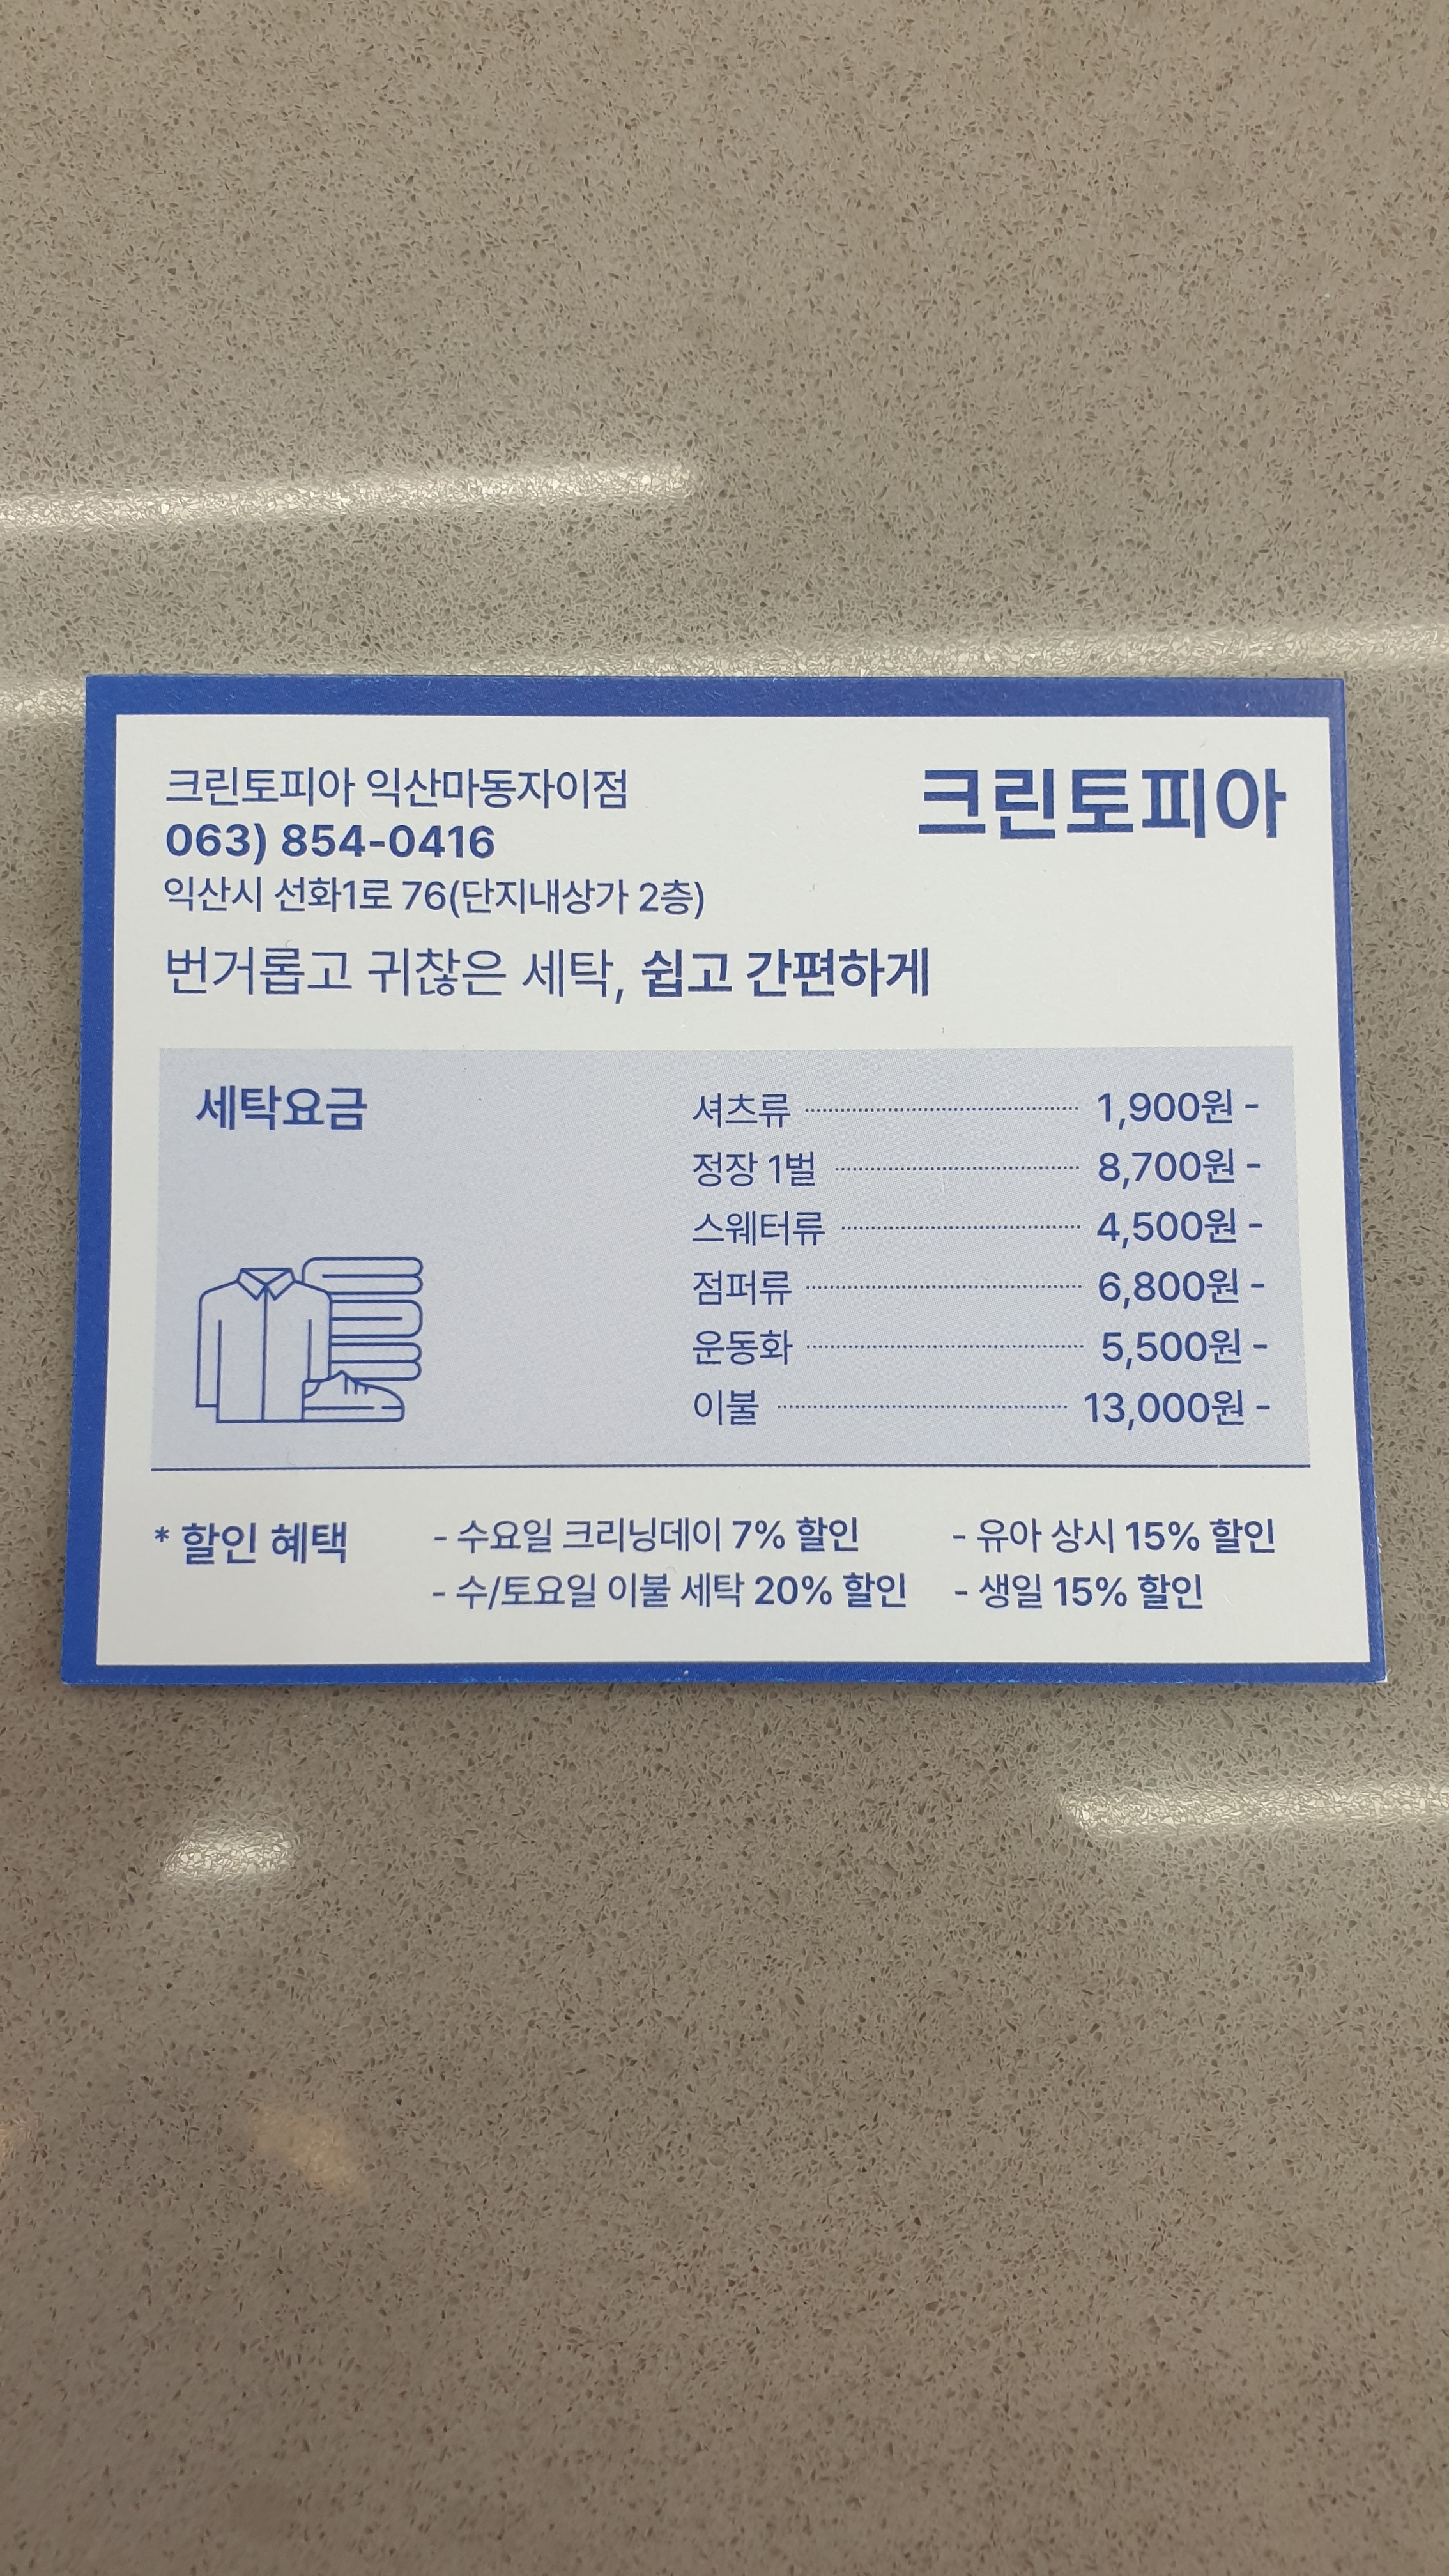 크린토피아 익산마동자이점
063) 854-0416
익산시 선화1로 76(단지내상가 2층)
크린토피아
번거롭고 귀찮은 세탁, 쉽고 간편하게
세탁요금
셔츠류 1,900원 -
정장 1벌 8,700원 -
스웨터류 4,500원 -
점퍼류 6,800원 -
운동화 5,500원 -
이불 13,000원 -
* 할인 혜택
- 수요일 크리닝데이 7% 할인
- 수/토요일 이불 세탁 20% 할인
- 유아 상시 15% 할인
- 생일 15% 할인